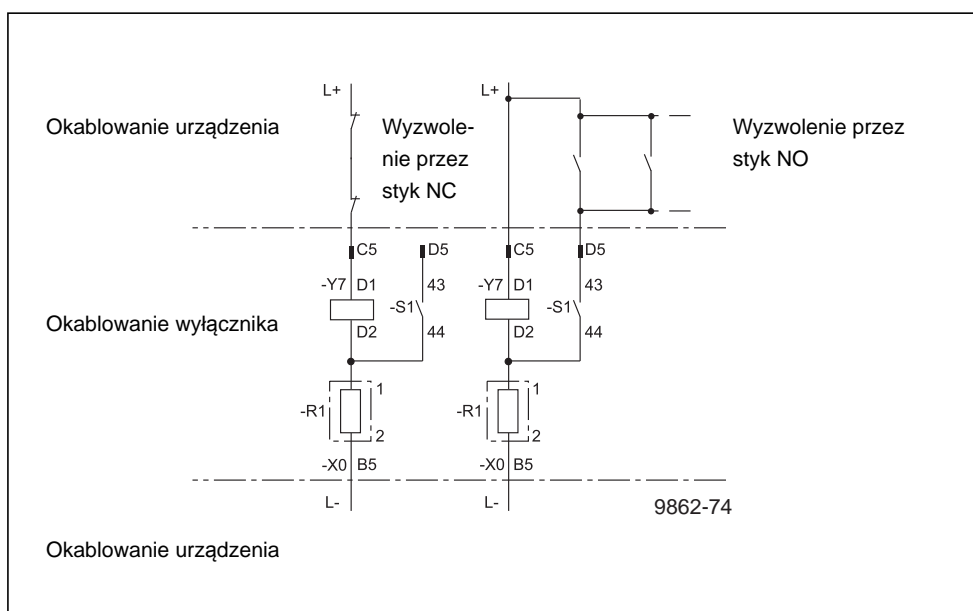 L+
L+
Okablowanie urządzenia
Wyzwole-
nie przez
styk NC
Wyzwolenie przez
styk NO
C5
D5
C5
D5
-Y7
D1
43
-Y7
D1
43
Okablowanie wyłącznika
-S1
-S1
D2
44
D2
44
1
1
-R1
-R1
2
2
-X0
B5
-X0
B5
L-
L-
9862-74
Okablowanie urządzenia